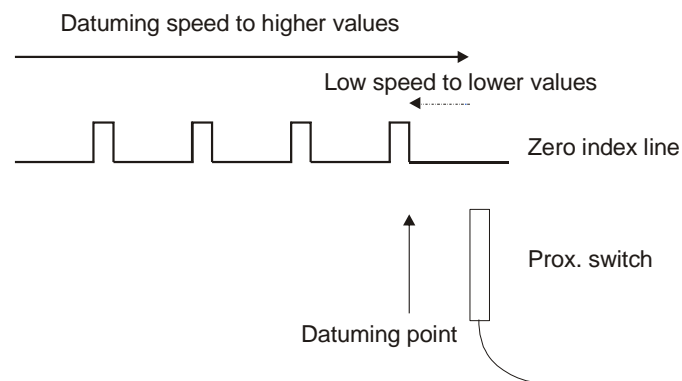 Datuming speed to higher values
Low speed to lower values
Zero index line
Prox. switch
Datuming point